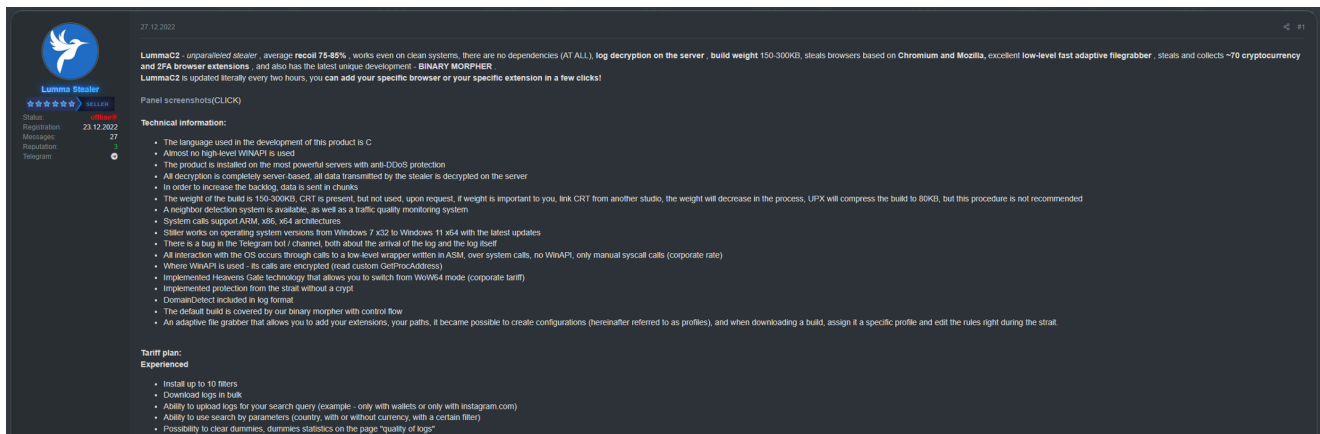 27.12.2022
#1
Lumma Stealer
SELLER
Status: offline
Registration: 23.12.2022
Messages: 27
Reputation: 3
Telegram:
LummaC2 - unparalleled stealer , average recoil 75-85% , works even on clean systems, there are no dependencies (AT ALL), log decryption on the server , build weight 150-300KB, steals browsers based on Chromium and Mozilla, excellent low-level fast adaptive filegrabber , steals and collects ~70 cryptocurrency
and 2FA browser extensions , and also has the latest unique development - BINARY MORPHER .
LummaC2 is updated literally every two hours, you can add your specific browser or your specific extension in a few clicks!
Panel screenshots(CLICK)
Technical information:
• The language used in the development of this product is C
• Almost no high-level WINAPI is used
• The product is installed on the most powerful servers with anti-DDoS protection
• All decryption is completely server-based, all data transmitted by the stealer is decrypted on the server
• In order to increase the backlog, data is sent in chunks
• The weight of the build is 150-300KB, CRT is present, but not used, upon request, if weight is important to you, link CRT from another studio, the weight will decrease in the process, UPX will compress the build to 80KB, but this procedure is not recommended
• A neighbor detection system is available, as well as a traffic quality monitoring system
• System calls support ARM, x86, x64 architectures
• Stiller works on operating system versions from Windows 7 x32 to Windows 11 x64 with the latest updates
• There is a bug in the Telegram bot / channel, both about the arrival of the log and the log itself
• All interaction with the OS occurs through calls to a low-level wrapper written in ASM, over system calls, no WinAPI, only manual syscall calls (corporate rate)
• Where WinAPI is used - its calls are encrypted (read custom GetProcAddress)
• Implemented Heavens Gate technology that allows you to switch from WoW64 mode (corporate tariff)
• Implemented protection from the strait without a crypt
• DomainDetect included in log format
• The default build is covered by our binary morpher with control flow
• An adaptive file grabber that allows you to add your extensions, your paths, it became possible to create configurations (hereinafter referred to as profiles), and when downloading a build, assign it a specific profile and edit the rules right during the strait.
Tariff plan:
Experienced
• Install up to 10 filters
• Download logs in bulk
• Ability to upload logs for your search query (example - only with wallets or only with instagram.com)
• Ability to use search by parameters (country, with or without currency, with a certain filter)
• Possibility to clear dummies, dummies statistics on the page "quality of logs"